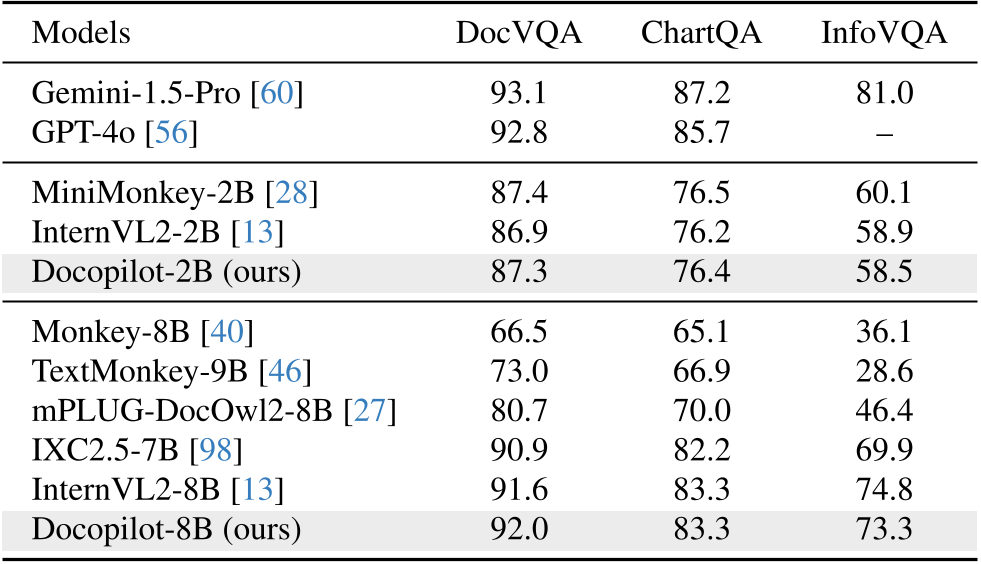 Models DocVQA ChartQA InfoVQA
Gemini-1.5-Pro [60] 93.1 87.2 81.0
GPT-4o [56] 92.8 85.7 –
MiniMonkey-2B [28] 87.4 76.5 60.1
InternVL2-2B [13] 86.9 76.2 58.9
Docopilot-2B (ours) 87.3 76.4 58.5
Monkey-8B [40] 66.5 65.1 36.1
TextMonkey-9B [46] 73.0 66.9 28.6
mPLUG-DocOwl2-8B [27] 80.7 70.0 46.4
IXC2.5-7B [98] 90.9 82.2 69.9
InternVL2-8B [13] 91.6 83.3 74.8
Docopilot-8B (ours) 92.0 83.3 73.3